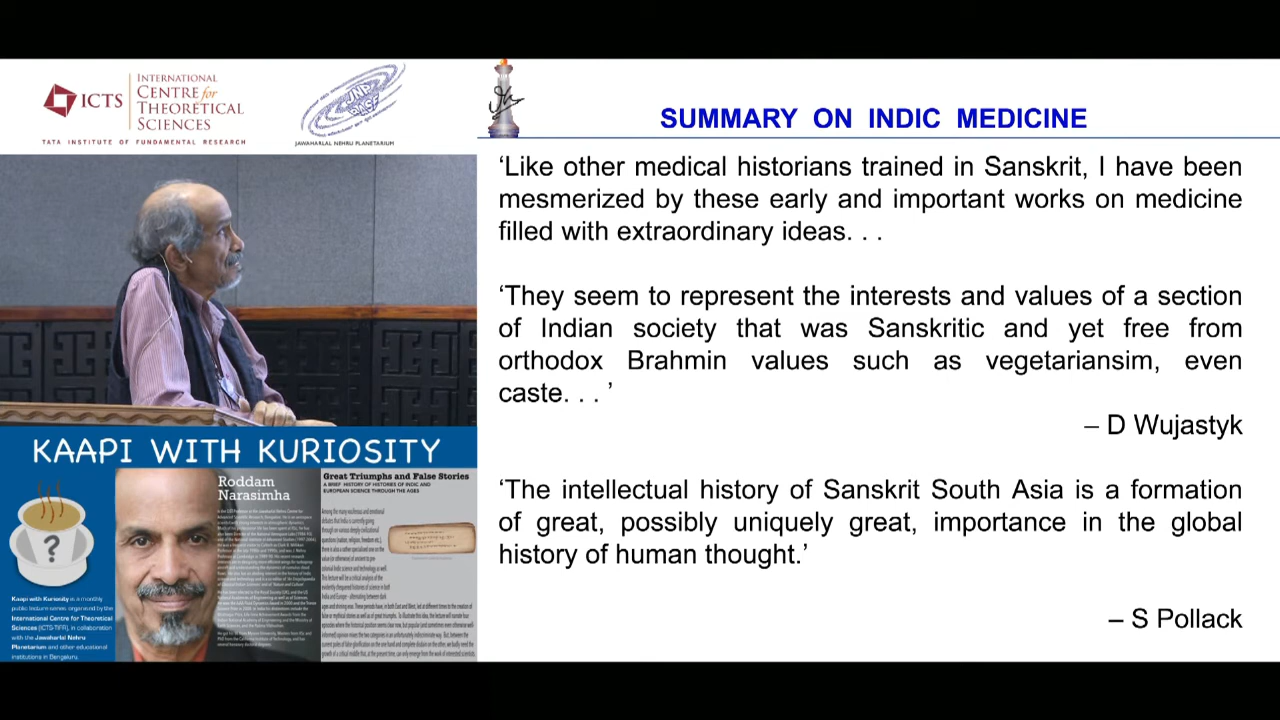 ICTS
INTERNATIONAL
CENTRE for
THEORETICAL
SCIENCES
TATA INSTITUTE OF FUNDAMENTAL RESEARCH
JAWAHARLAL NEHRU PLANETARIUM
SUMMARY ON INDIC MEDICINE
‘Like other medical historians trained in Sanskrit, I have been
mesmerized by these early and important works on medicine
filled with extraordinary ideas. . .
‘They seem to represent the interests and values of a section
of Indian society that was Sanskritic and yet free from
orthodox Brahmin values such as vegetariansim, even
caste. . . ’
– D Wujastyk
‘The intellectual history of Sanskrit South Asia is a formation
of great, possibly uniquely great, importance in the global
history of human thought.’
– S Pollack
KAAPI WITH KURIOSITY
?
Kaapi with Kuriosity is a monthly
public lecture series organised by the
International Centre for Theoretical
Sciences (ICTS-TIFR), in collaboration
with the Jawaharlal Nehru
Planetarium and other educational
institutions in Bengaluru.
Roddam
Narasimha
Great Triumphs and False Stories
A BRIEF HISTORY OF HISTORIES OF INDIC AND
EUROPEAN SCIENCE THROUGH THE AGES